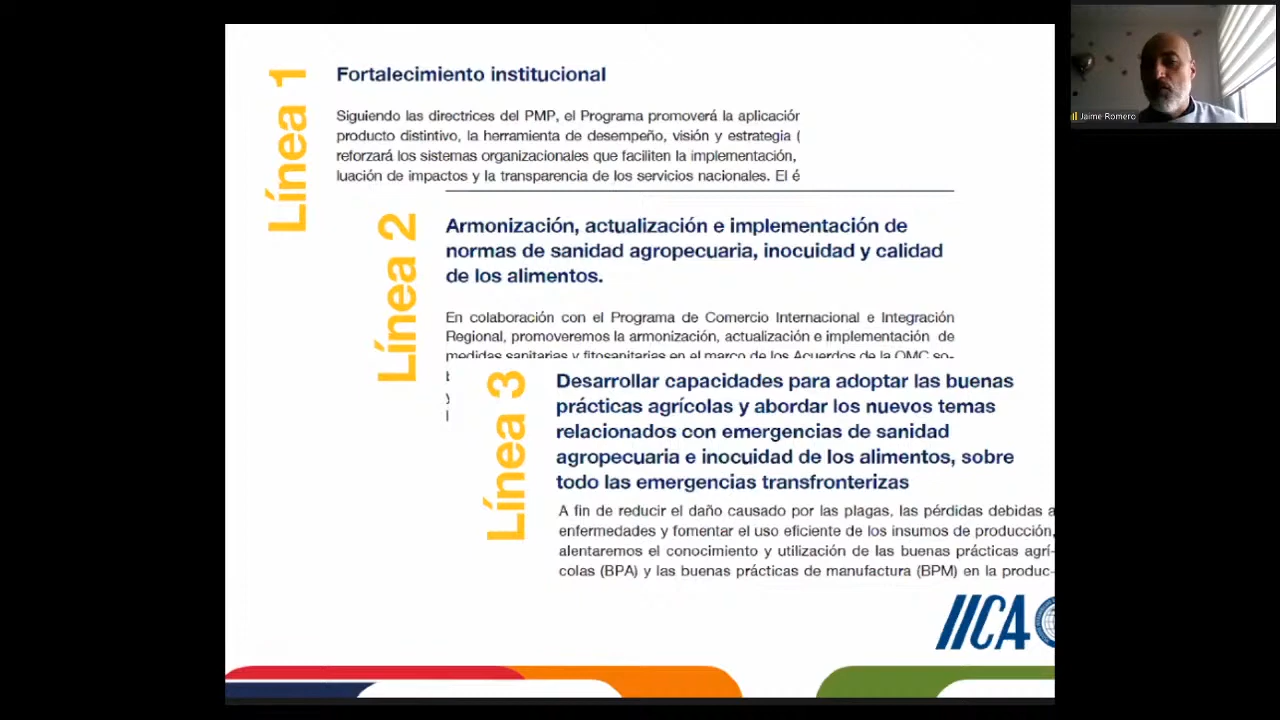 Línea 1
Fortalecimiento institucional
Siguiendo las directrices del PMP, el Programa promoverá la aplicación
producto distintivo, la herramienta de desempeño, visión y estrategia (
reforzará los sistemas organizacionales que faciliten la implementación,
luación de impactos y la transparencia de los servicios nacionales. El é
Línea 2
Armonización, actualización e implementación de
normas de sanidad agropecuaria, inocuidad y calidad
de los alimentos.
En colaboración con el Programa de Comercio Internacional e Integración
Regional, promoveremos la armonización, actualización e implementación de
medidas sanitarias y fitosanitarias en el marco de los Acuerdos de la OMC so-
Línea 3
Desarrollar capacidades para adoptar las buenas
prácticas agrícolas y abordar los nuevos temas
relacionados con emergencias de sanidad
agropecuaria e inocuidad de los alimentos, sobre
todo las emergencias transfronterizas
A fin de reducir el daño causado por las plagas, las pérdidas debidas a
enfermedades y fomentar el uso eficiente de los insumos de producción,
alentaremos el conocimiento y utilización de las buenas prácticas agrí-
colas (BPA) y las buenas prácticas de manufactura (BPM) en la produc-
IICA
Jaime Romero